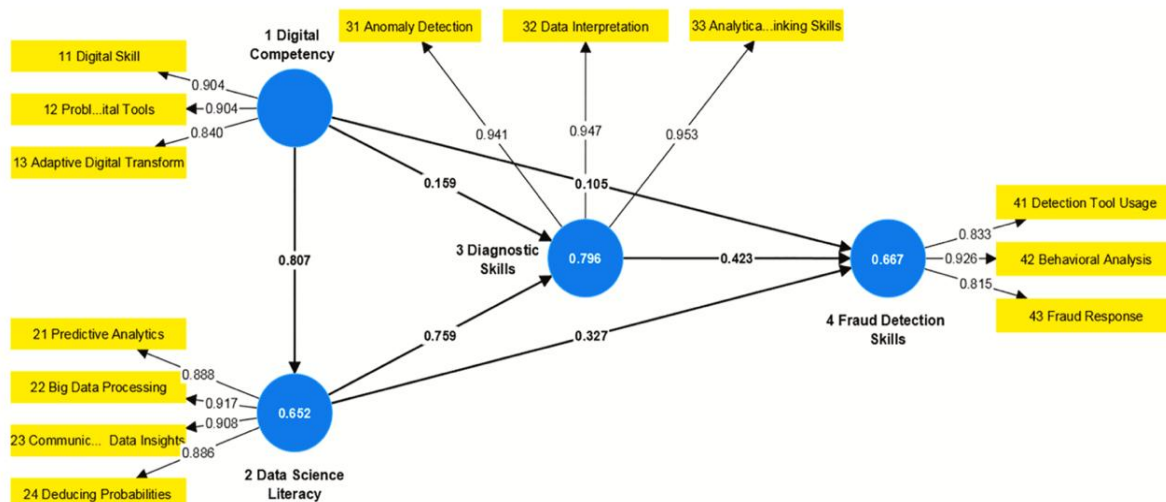 31 Anomaly Detection
32 Data Interpretation
33 Analytica...inking Skills
1 Digital
Competency
11 Digital Skill
0.904
12 Probl...ital Tools
0.904
0.840
13 Adaptive Digital Transform
0.941
0.947
0.953
0.159
0.105
41 Detection Tool Usage
0.833
3 Diagnostic
Skills
0.796
0.423
0.667
0.926
42 Behavioral Analysis
0.815
43 Fraud Response
4 Fraud Detection
Skills
0.807
0.759
0.327
21 Predictive Analytics
0.888
22 Big Data Processing
0.917
0.652
0.908
23 Communic... Data Insights
0.886
24 Deducing Probabilities
2 Data Science
Literacy